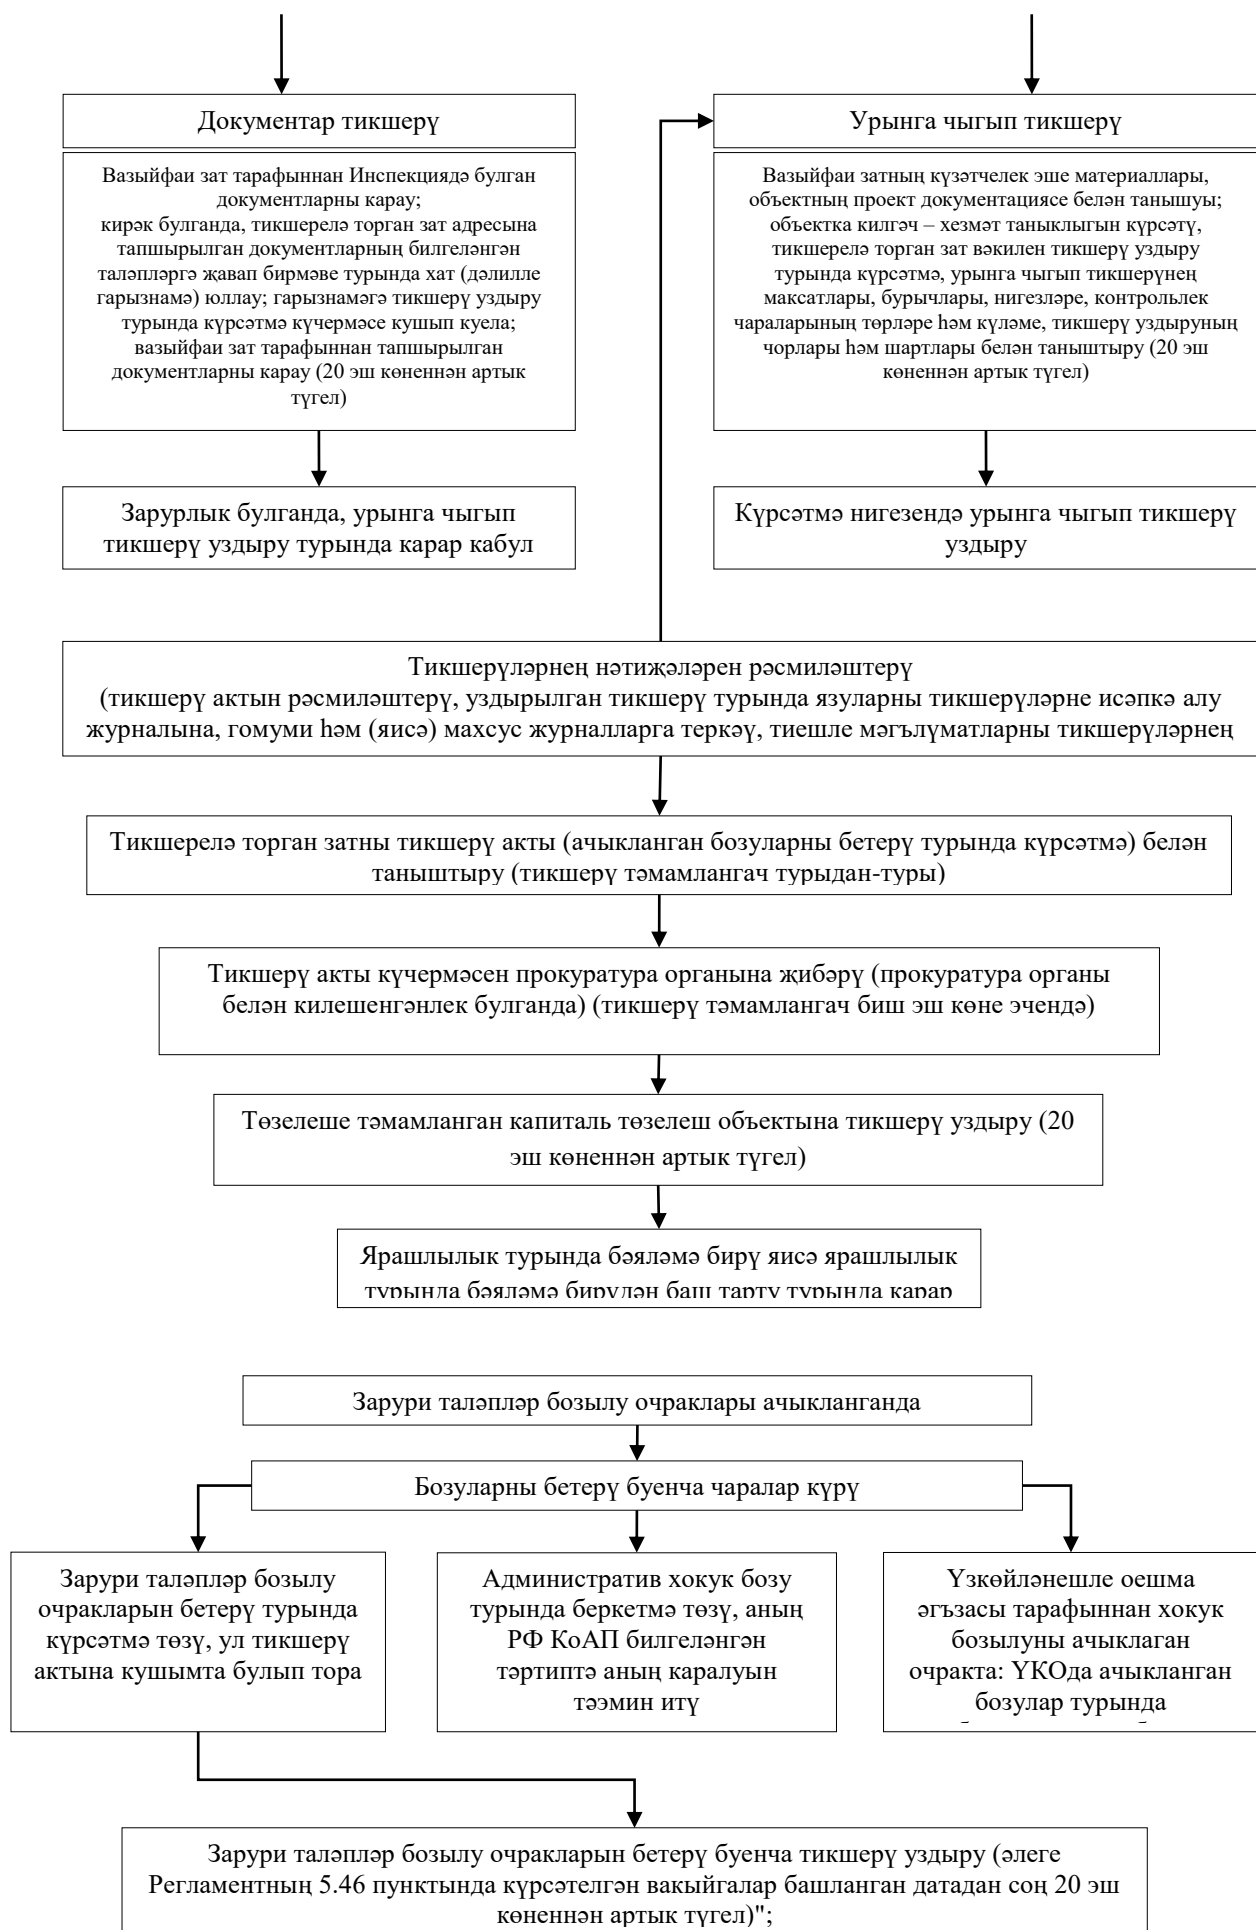 Документар тикшерү
Вазыйфаи зат тарафыннан Инспекциядә булган
документларны карау;
кирәк булганда, тикшерелә торган зат адресына
тапшырылган документларның билгеләнгән
таләпләргә җавап бирмәве турында хат (дәлилле
гарызнамә) юллау; гарызнамәгә тикшерү уздыру
турында күрсәтмә күчермәсе кушып куела;
вазыйфаи зат тарафыннан тапшырылган
документларны карау (20 эш көненнән артык
түгел)
Зарурлык булганда, урынга чыгып
тикшерү уздыру турында карар кабул
Урынга чыгып тикшерү
Вазыйфаи затның күзәтчелек эше материаллары,
объектның проект документациясе белән танышуы;
объектка килгәч – хезмәт таныклыгын күрсәтү,
тикшерелә торган зат вәкилен тикшерү уздыру
турында күрсәтмә, урынга чыгып тикшерүнең
максатлары, бурычлары, нигезләре, контрольлек
чараларының төрләре һәм күләме, тикшерү уздыруның
чорлары һәм шартлары белән таныштыру (20 эш
көненнән артык түгел)
Күрсәтмә нигезендә урынга чыгып тикшерү
уздыру
Тикшерүләрнең нәтиҗәләрен рәсмиләштерү
(тикшерү актын рәсмиләштерү, уздырылган тикшерү турында язуларны тикшерүләрне исәпкә алу
журналына, гомуми һәм (яисә) махсус журналларга теркәү, тиешле мәгълүматларны тикшерүләрнең
Тикшерелә торган затны тикшерү акты (ачыкланган бозуларны бетерү турында күрсәтмә) белән
таныштыру (тикшерү тәмамлангач турыдан-туры)
Тикшерү акты күчермәсен прокуратура органына җибәрү (прокуратура органы
белән килешенгәнлек булганда) (тикшерү тәмамлангач биш эш көне эчендә)
Төзелеше тәмамланган капиталь төзелеш объектына тикшерү уздыру (20
эш көненнән артык түгел)
Ярашлылык турында бәяләмә бирү яисә ярашлылык
турында бәяләмә бирүдән баш тарту турында карар
Зарури таләпләр бозылу очраклары ачыкланганда
Бозуларны бетерү буенча чаралар күрү
Зарури таләпләр бозылу
очракларын бетерү турында
күрсәтмә төзү, ул тикшерү
актына кушымта булып тора
Административ хокук бозу
турында беркетмә төзү, аның
РФ КоАП билгеләнгән
тәртиптә аның каралуын
тәэмин итү
Үзкөйләнешле оешма
әгъзасы тарафыннан хокук
бозылуны ачыклаган
очракта: ҮКОда ачыкланган
бозулар турында
Зарури таләпләр бозылу очракларын бетерү буенча тикшерү уздыру (әлеге
Регламентның 5.46 пунктында күрсәтелгән вакыйгалар башланган датадан соң 20 эш
көненнән артык түгел)";